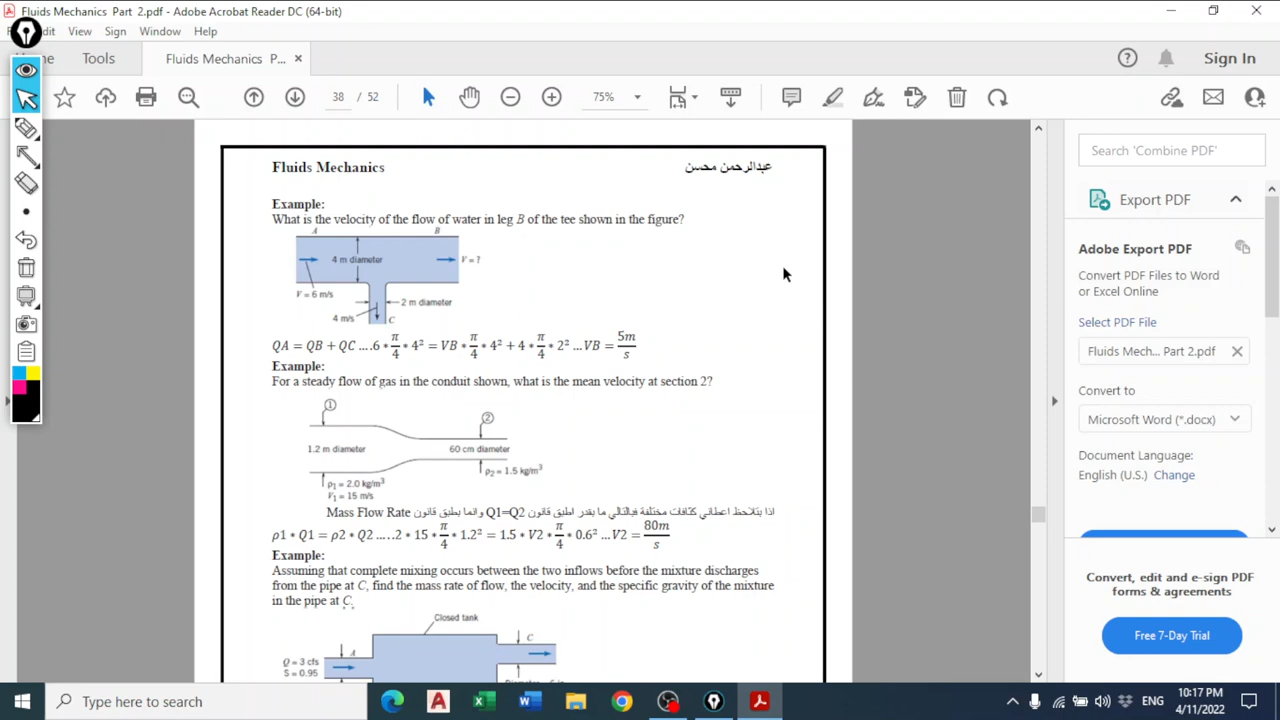 Fluids Mechanics Part 2.pdf - Adobe Acrobat Reader DC (64-bit)
View Sign Window Help
Tools Fluids Mechanics P... ×
Sign In
38 / 52 75%
Search 'Combine PDF'
Export PDF
Adobe Export PDF
Convert PDF Files to Word
or Excel Online
Select PDF File
Fluids Mech... Part 2.pdf
Convert to
Microsoft Word (*.docx)
Document Language:
English (U.S.) Change
Convert, edit and e-sign PDF
forms & agreements
Free 7-Day Trial
Fluids Mechanics عبدالرحمن محسن
Example:
What is the velocity of the flow of water in leg B of the tee shown in the figure?
A B
4 m diameter V = ?
V = 6 m/s
2 m diameter
4 m/s C
QA = QB + QC ….6 * π/4 * 4² = VB * π/4 * 4² + 4 * π/4 * 2² …VB = 5m/s
Example:
For a steady flow of gas in the conduit shown, what is the mean velocity at section 2?
① ②
1.2 m diameter 60 cm diameter
ρ₂ = 1.5 kg/m³
ρ₁ = 2.0 kg/m³
V₁ = 15 m/s
اذا بتلاحظ اعطاني كثافات مختلفة فبالتالي ما بقدر اطبق قانون Q1=Q2 وانما بطبق قانون Mass Flow Rate
ρ1 * Q1 = ρ2 * Q2 …..2 * 15 * π/4 * 1.2² = 1.5 * V2 * π/4 * 0.6² …V2 = 80m/s
Example:
Assuming that complete mixing occurs between the two inflows before the mixture discharges
from the pipe at C, find the mass rate of flow, the velocity, and the specific gravity of the mixture
in the pipe at C.
Closed tank
A C
Q = 3 cfs
S = 0.95
Type here to search
ENG
10:17 PM
4/11/2022